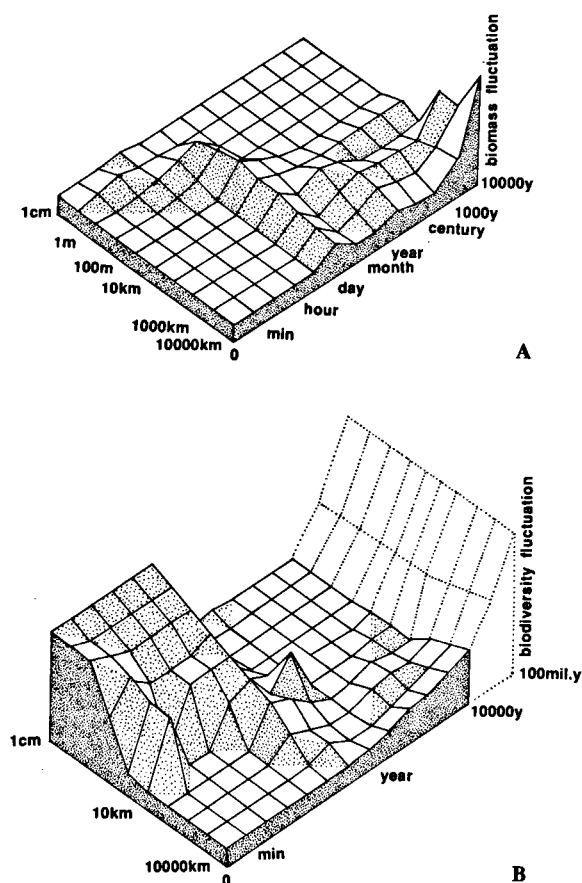 biomass fluctuation
10000y
1000y
century
year
month
day
hour
min
0
1cm
1m
100m
10km
1000km
10000km
A
biodiversity fluctuation
100mil.y
10000y
year
min
0
1cm
10km
10000km
B